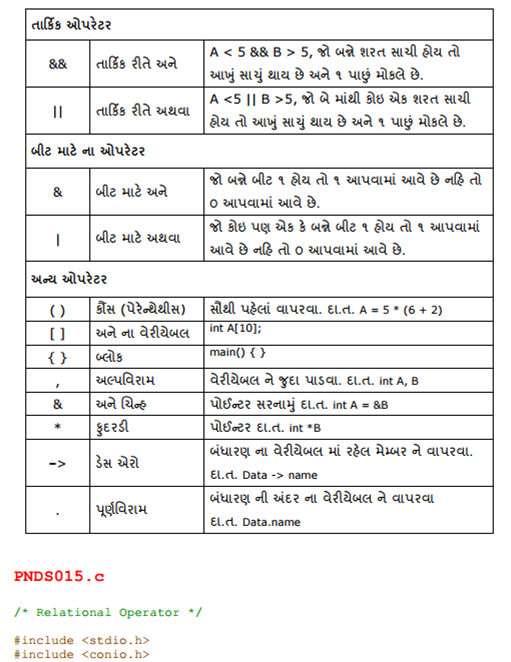 તાર્કિક ઓપરેટર
&& તાર્કિક રીતે અને A < 5 && B > 5, જો બન્ને શરત સાચી હોય તો
આખું સાચું થાય છે અને ૧ પાછું મોકલે છે.
|| તાર્કિક રીતે અથવા A <5 || B >5, જો બે માંથી કોઇ એક શરત સાચી
હોય તો આખું સાચું થાય છે અને ૧ પાછું મોકલે છે.
બીટ માટે ના ઓપરેટર
& બીટ માટે અને જો બન્ને બીટ ૧ હોય તો ૧ આપવામાં આવે છે નહિ તો
0 આપવામાં આવે છે.
| બીટ માટે અથવા જો કોઇ પણ એક કે બન્ને બીટ ૧ હોય તો ૧ આપવામાં
આવે છે નહિ તો 0 આપવામાં આવે છે.
અન્ય ઓપરેટર
( ) કૌંસ (પેરેન્થેથીસ) સૌથી પહેલાં વાપરવા. દા.ત. A = 5 * (6 + 2)
[ ] અને ના વેરીયેબલ int A[10];
{ } બ્લોક main() { }
, અલ્પવિરામ વેરીયેબલ ને જુદા પાડવા. દા.ત. int A, B
& અને ચિન્હ પોઈન્ટર સરનામું દા.ત. int A = &B
* ફુદરડી પોઈન્ટર દા.ત. int *B
-> ડેસ એરો બંધારણ ના વેરીયેબલ માં રહેલ મેમ્બર ને વાપરવા.
દા.ત. Data -> name
. પૂર્ણવિરામ બંધારણ ની અંદર ના વેરીયેબલ ને વાપરવા
દા.ત. Data.name
PNDS015.c
/* Relational Operator */
#include <stdio.h>
#include <conio.h>